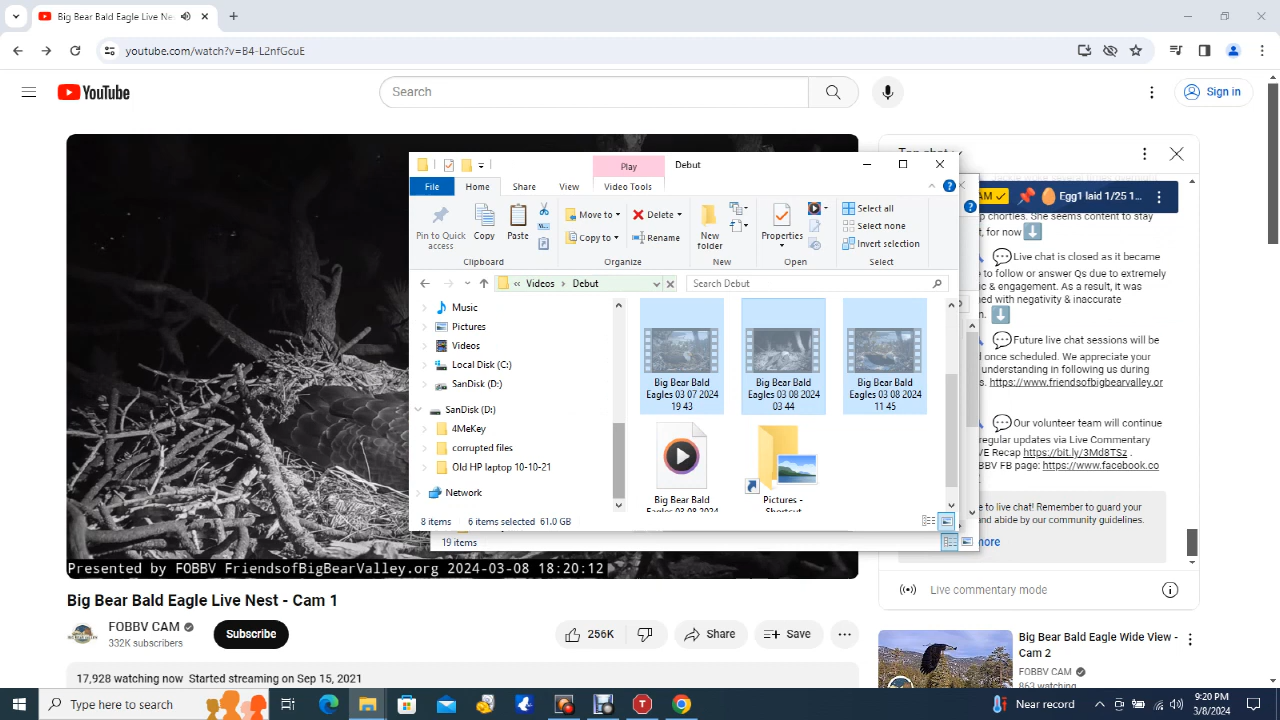 Big Bear Bald Eagle Live Ne
youtube.com/watch?v=B4-L2nfGcuE
YouTube
Search
Sign in
Play
Debut
File
Home
Share
View
Video Tools
Pin to Quick access
Copy
Paste
Move to
Copy to
Delete
Rename
New folder
Properties
Select all
Select none
Invert selection
Clipboard
Organize
New
Open
Select
« Videos > Debut
Search Debut
Music
Pictures
Videos
Local Disk (C:)
SanDisk (D:)
SanDisk (D:)
4MeKey
corrupted files
Old HP laptop 10-10-21
Network
Big Bear Bald
Eagles 03 07 2024
19 43
Big Bear Bald
Eagles 03 08 2024
03 44
Big Bear Bald
Eagles 03 08 2024
11 45
Big Bear Bald
Eagles 03 08 2024
Pictures -
Shortcut
8 items 6 items selected 61.0 GB
19 items
Presented by FOBBV FriendsofBigBearValley.org 2024-03-08 18:20:12
AM
Egg1 laid 1/25 1...
p chorties. She seems content to stay
, for now
Live chat is closed as it became
to follow or answer Qs due to extremely
c & engagement. As a result, it was
ed with negativity & inaccurate
Future live chat sessions will be
d once scheduled. We appreciate your
understanding in following us during
s. https://www.friendsofbigbearvalley.or
Our volunteer team will continue
regular updates via Live Commentary
VE Recap https://bit.ly/3Md8TSz .
BBV FB page: https://www.facebook.co
e to live chat! Remember to guard your
and abide by our community guidelines.
more
Live commentary mode
Big Bear Bald Eagle Live Nest - Cam 1
FOBBV CAM
332K subscribers
Subscribe
256K
Share
Save
17,928 watching now Started streaming on Sep 15, 2021
Big Bear Bald Eagle Wide View -
Cam 2
FOBBV CAM
863 watching
Type here to search
Near record
9:20 PM
3/8/2024